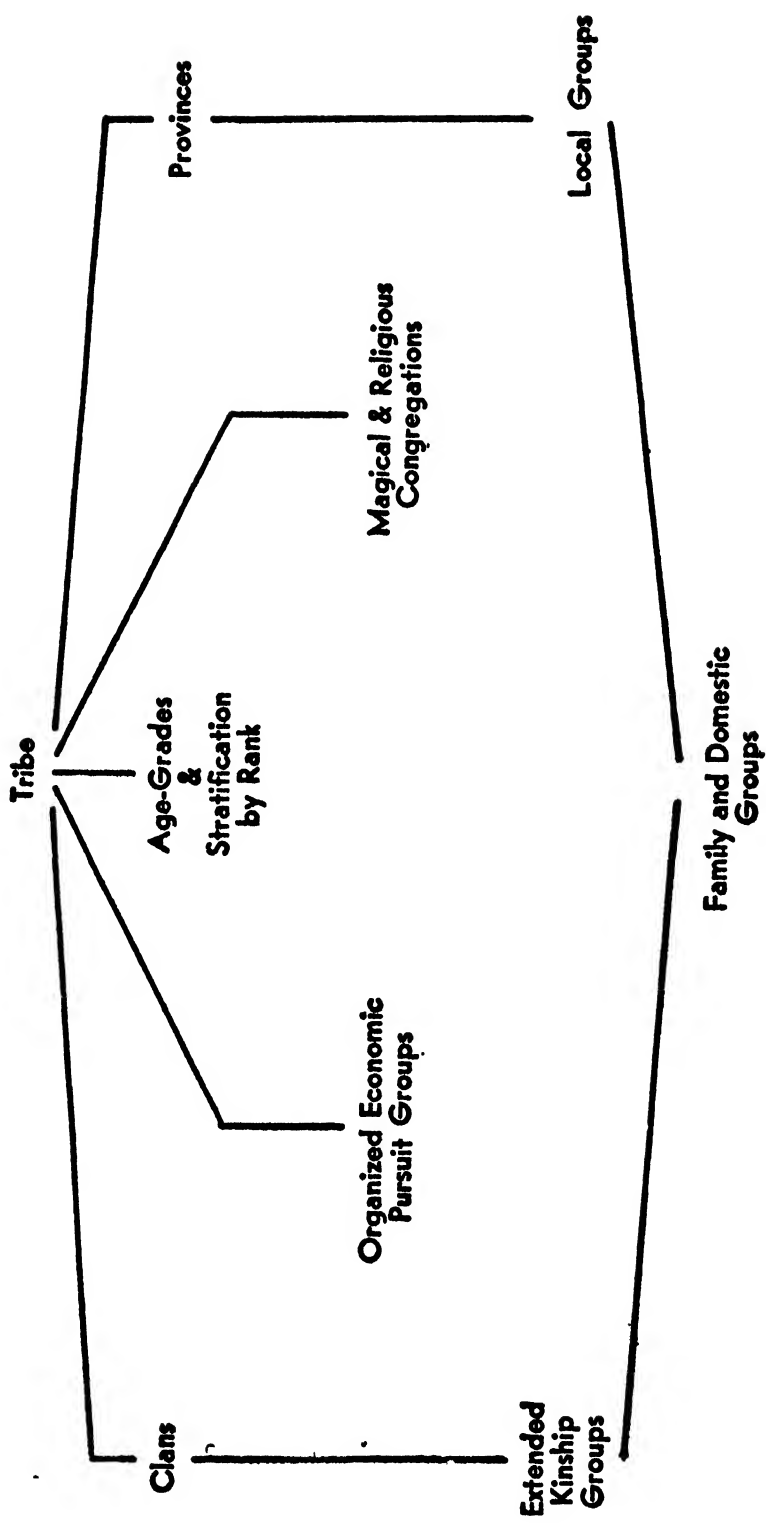 Tribe
Clans
Age-Grades
&
Stratification
by Rank
Provinces
Organized Economic
Pursuit Groups
Magical & Religious
Congregations
Extended
Kinship
Groups
Local Groups
Family and Domestic
Groups